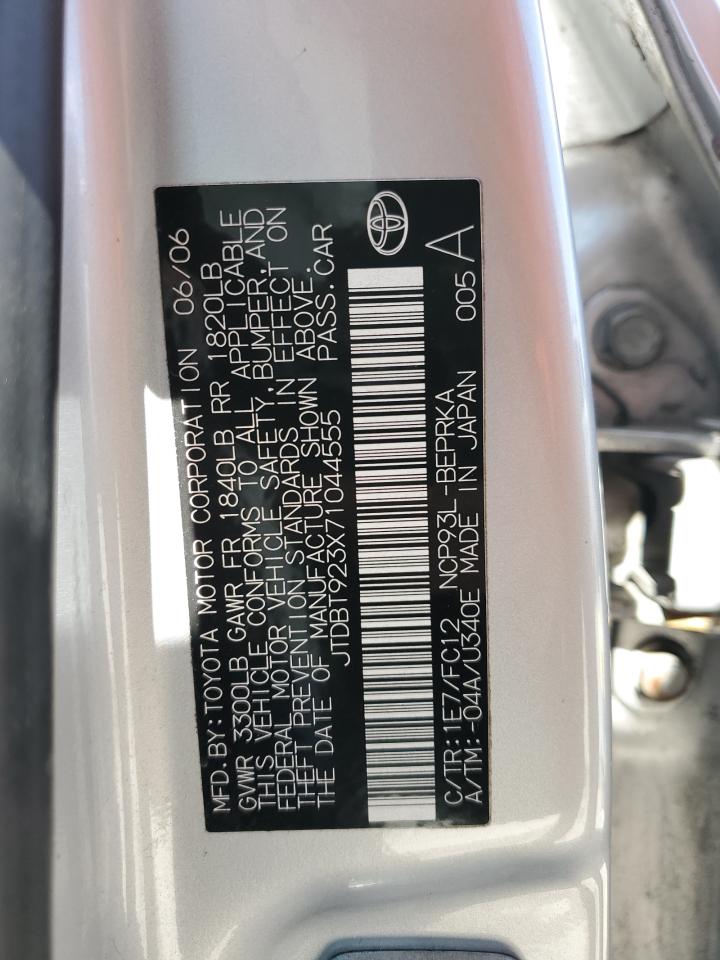 MFD.BY:TOYOTA MOTOR CORPORATION 06/06
GVWR 3300LB GAWR FR 1840LB RR 1820LB
THIS VEHICLE CONFORMS TO ALL APPLICABLE
FEDERAL MOTOR VEHICLE SAFETY,BUMPER,AND
THEFT PREVENTION STANDARDS IN EFFECT ON
THE DATE OF MANUFACTURE SHOWN ABOVE.
JTDBT923X71044555 PASS.CAR
C/TR:1E7/FC12 NCP93L-BEPRKA 005 A
A/TM:-04A/U340E MADE IN JAPAN